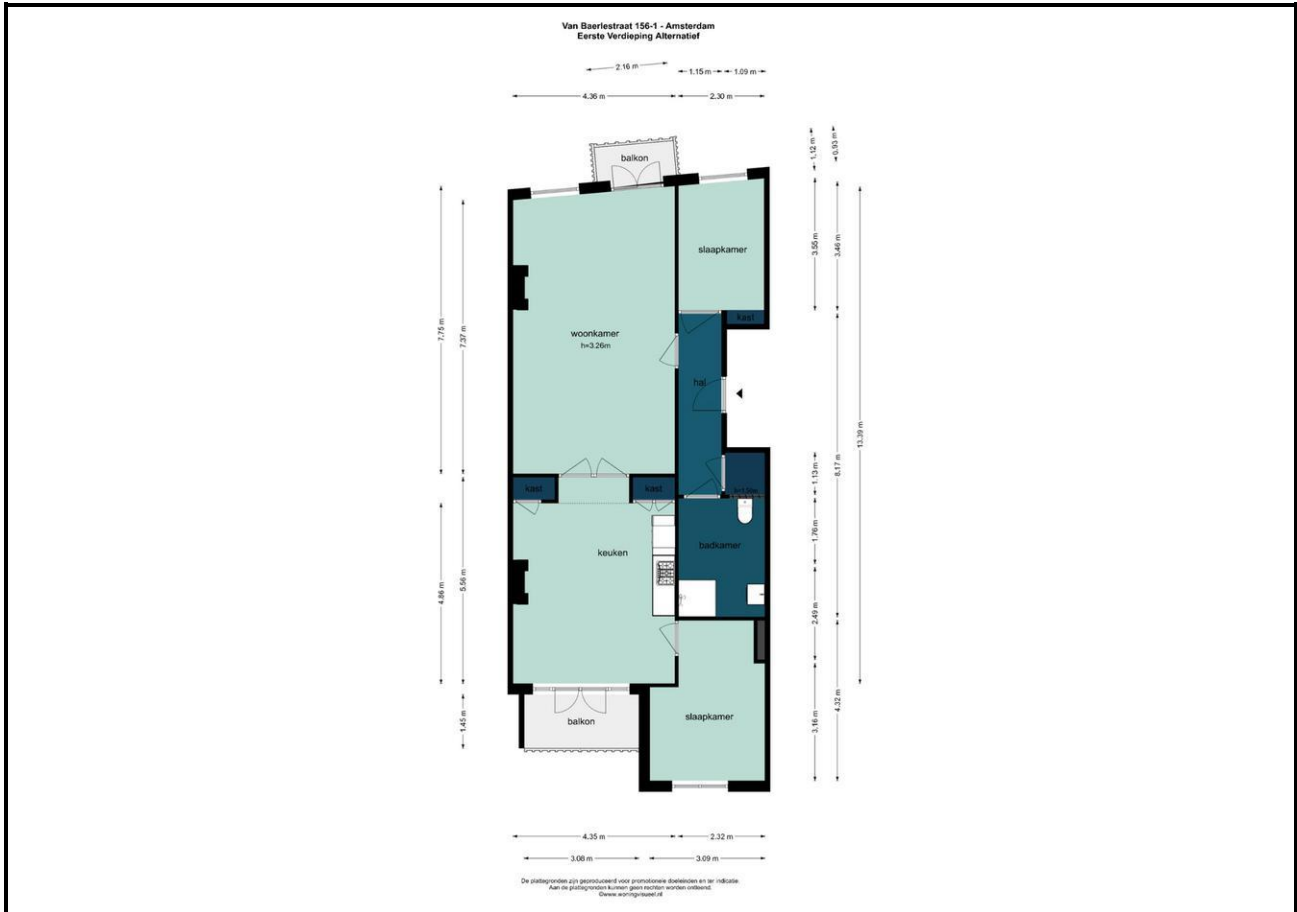 Van Baerlestraat 156-1 - Amsterdam
Eerste Verdieping Alternatief
2.16 m
1.15 m
1.09 m
4.36 m
2.30 m
1,12 m
0,93 m
balkon
slaapkamer
3.55 m
3,46 m
7,75 m
7,37 m
woonkamer
h=3.26m
kast
hal
13.39 m
8,17 m
1.13 m
kast
kast
badkamer
1,76 m
keuken
4.86 m
5.56 m
2,49 m
slaapkamer
balkon
1.45 m
3,16 m
4.32 m
4.35 m
2.32 m
3.08 m
3.09 m
De plattegronden zijn geproduceerd voor promotionele doeleinden en ter indicatie.
Aan de plattegronden kunnen geen rechten worden ontleend.
©www.woningvisueel.nl